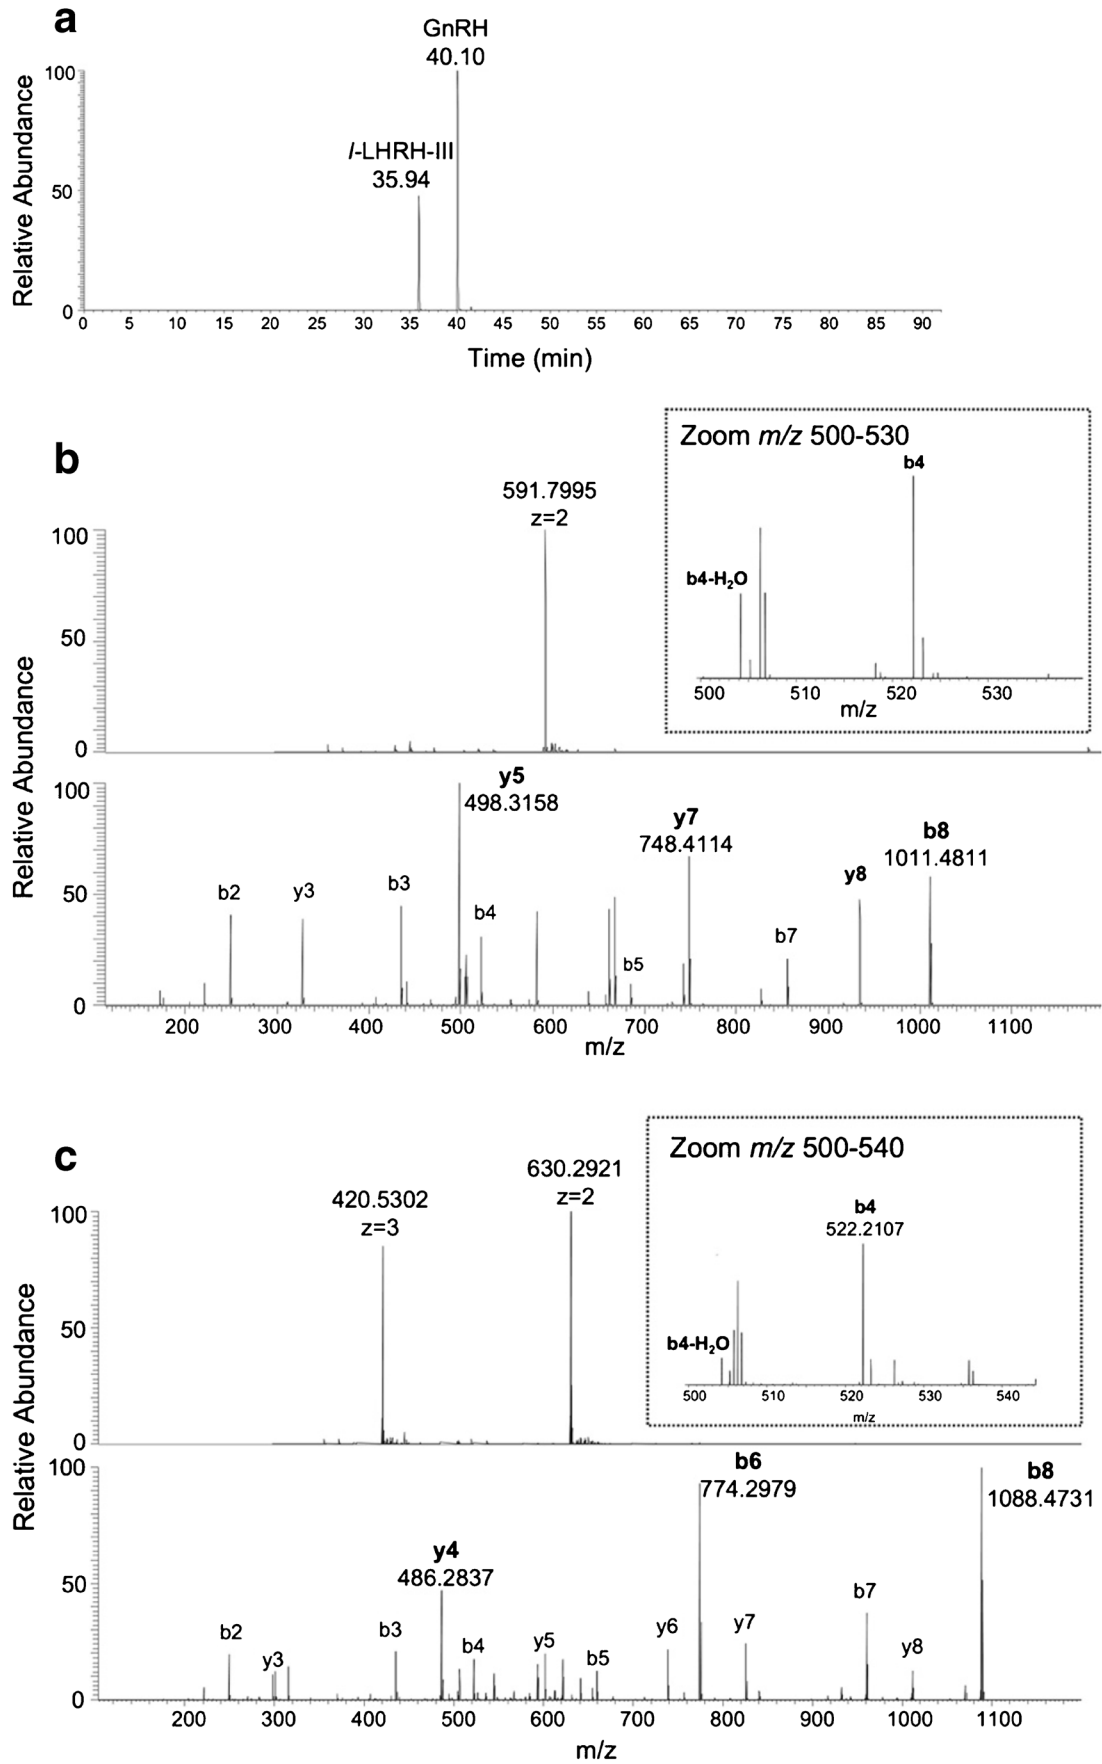 a
GnRH
40.10
l-LHRH-III
35.94
Relative Abundance
100
50
0
0 5 10 15 20 25 30 35 40 45 50 55 60 65 70 75 80 85 90
Time (min)
b
591.7995
z=2
Relative Abundance
100
50
0
Zoom m/z 500-530
b4
b4-H₂O
500 510 520 530
m/z
Relative Abundance
100
50
0
y5
498.3158
y7
748.4114
b8
1011.4811
y8
b2
y3
b3
b4
b5
b7
200 300 400 500 600 700 800 900 1000 1100
m/z
c
420.5302
z=3
630.2921
z=2
Relative Abundance
100
50
0
Zoom m/z 500-540
b4
522.2107
b4-H₂O
500 510 520 530 540
m/z
100
50
0
b6
774.2979
b8
1088.4731
y4
486.2837
b2
y3
b3
b4
y5
b5
y6
y7
b7
y8
200 300 400 500 600 700 800 900 1000 1100
m/z